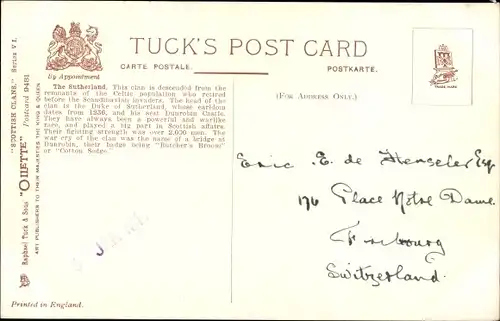 TUCK'S POST CARD
CARTE POSTALE.
POSTKARTE.
By Appointment
The Sutherland. This clan is descended from the
remnants of the Celtic population who retired
before the Scandinavian invaders. The head of the
clan is the Duke of Sutherland, whose earldom
dates from 1236, and his seat Dunrobin Castle.
They have always been a powerful and warlike
race, and played a big part in Scottish affairs.
Their fighting strength was over 2,000 men. The
war cry of the clan was the name of a bridge at
Dunrobin, their badge being "Butcher's Broom"
or "Cotton Sedge."
"SCOTTISH CLANS." Series VI.
Raphael Tuck & Sons' "OILETTE" Postcard 9481
ART PUBLISHERS TO THEIR MAJESTIES THE KING & QUEEN
Printed in England.
(FOR ADDRESS ONLY.)
TRADE MARK
Eric E. de Henseler Esq.
176 Place Notre Dame.
Fribourg
Switzerland